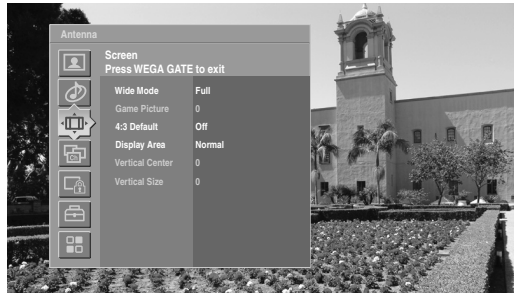 Antenna
Screen
Press WEGA GATE to exit
Wide Mode Full
Game Picture 0
4:3 Default Off
Display Area Normal
Vertical Center 0
Vertical Size 0
Ch